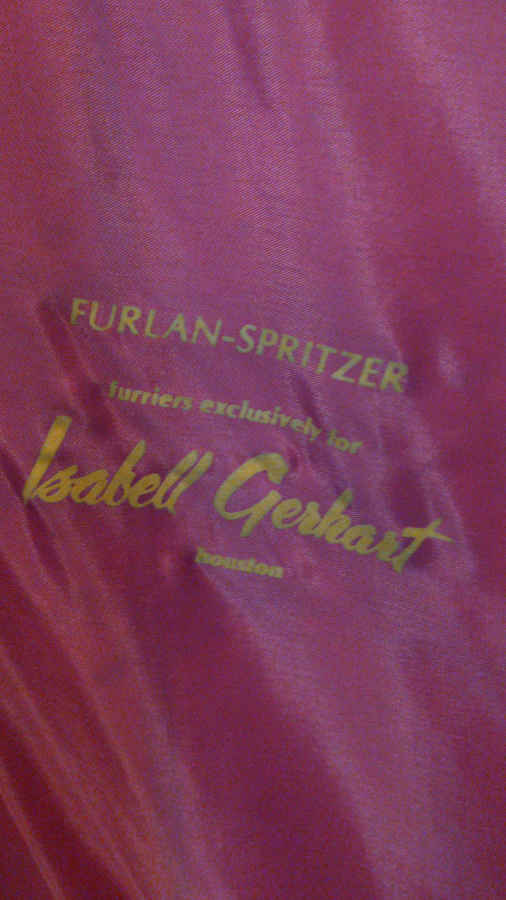 FURLAN-SPRITZER
furriers exclusively for
Isabell Gerhart
houston